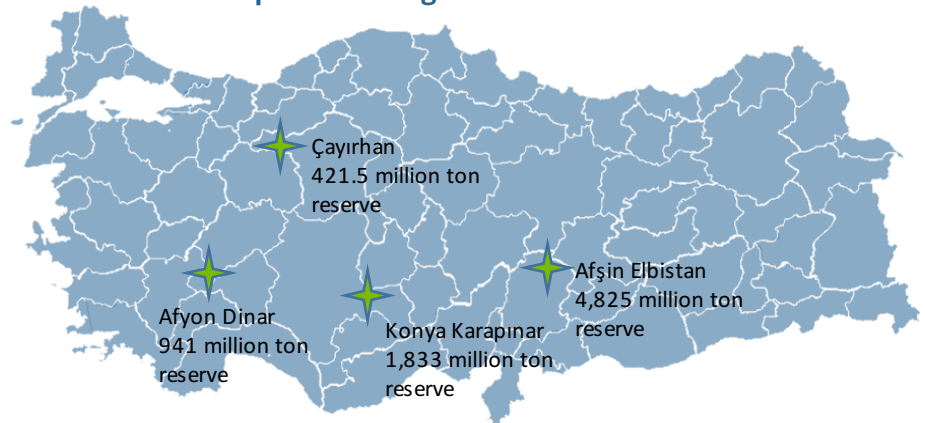 Çayırhan
421.5 million ton
reserve
Afşin Elbistan
4,825 million ton
reserve
Afyon Dinar
941 million ton
reserve
Konya Karapınar
1,833 million ton
reserve